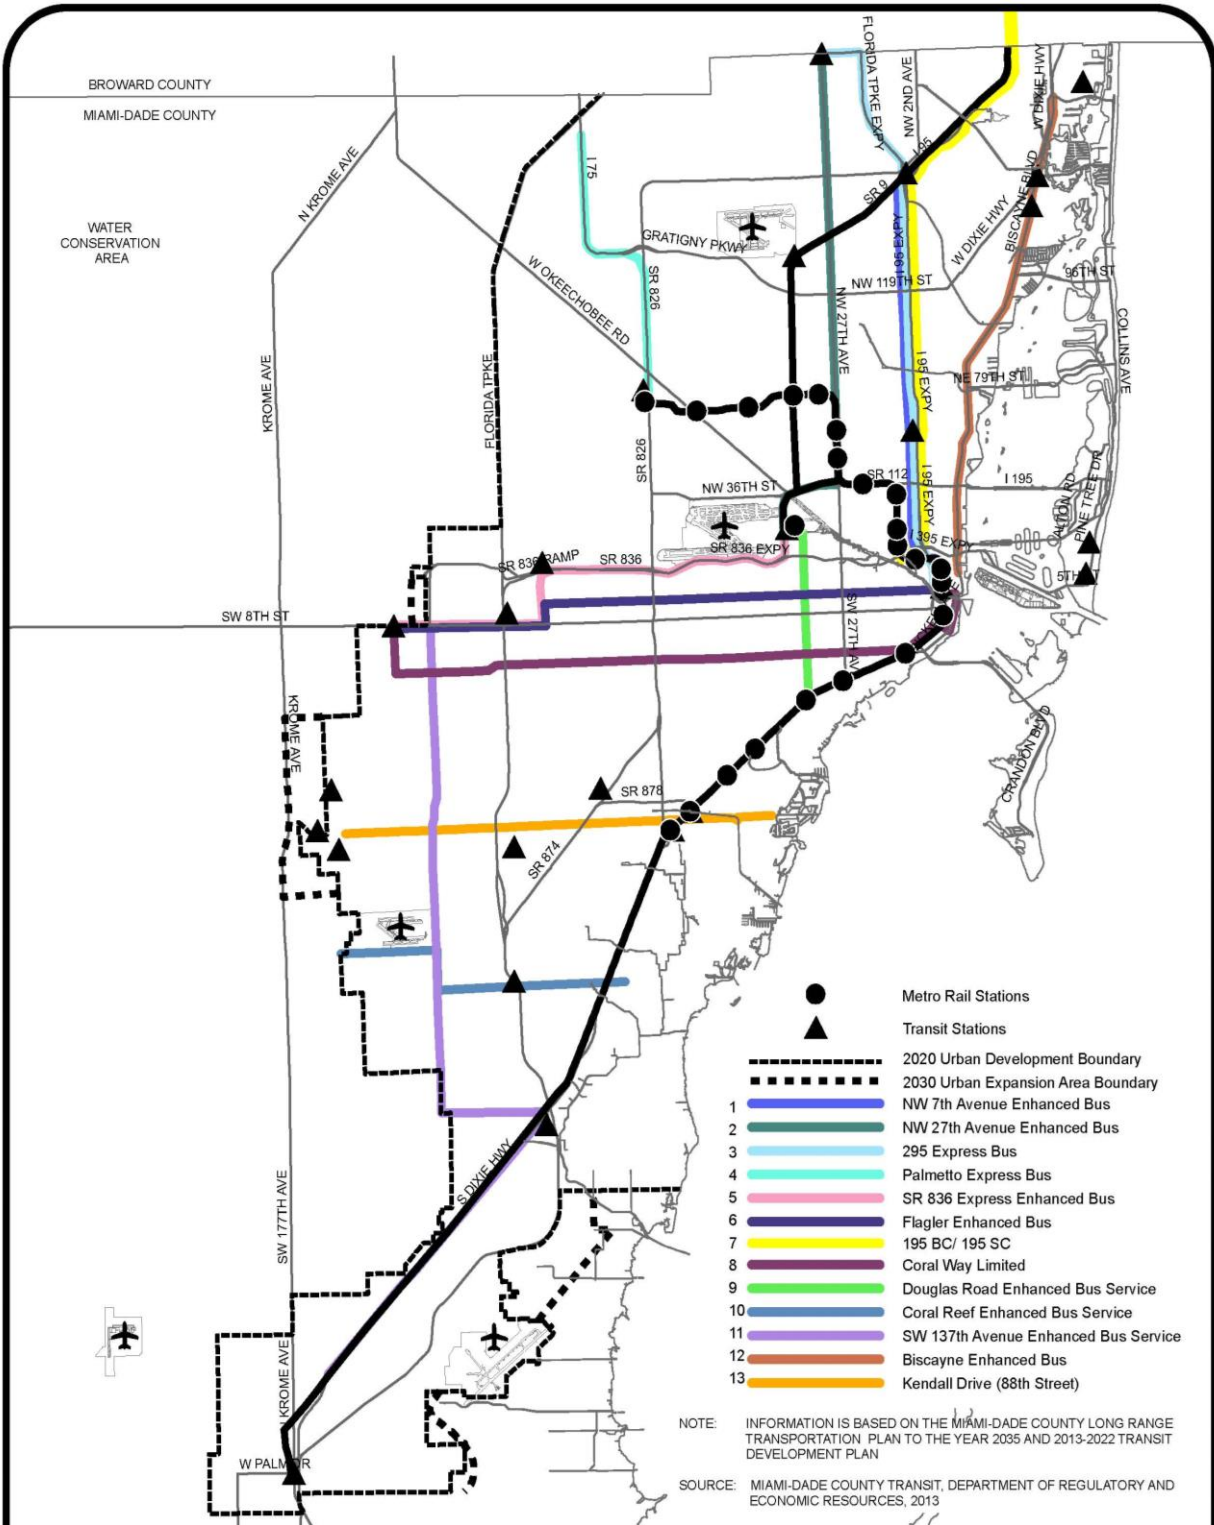 BROWARD COUNTY
MIAMI-DADE COUNTY
WATER
CONSERVATION
AREA
N KROME AVE
KROME AVE
FLORIDA TPKE
I 75
W OKEECHOBEE RD
SR 826
GRATIGNY PKWY
SR 9
I 95
FLORIDA TPKE EXPY
NW 2ND AVE
W DIXIE HWY
BISCAYNE BLVD
W DIXIE HWY
I 95 EXPY
NW 119TH ST
96TH ST
COLLINS AVE
NW 27TH AVE
I 95 EXPY
NE 79TH ST
SR 826
NW 36TH ST
SR 112
I 195
I 95 EXPY
ALTON RD
PINE TREE DR
I 395 EXPY
SR 836 EXPY
SR 836
SR 836 RAMP
SW 8TH ST
SW 27TH AV
KROME AVE
CRANDON BLVD
SR 878
SR 874
S DIXIE HWY
SW 177TH AVE
N KROME AVE
W PALM DR
Metro Rail Stations
Transit Stations
2020 Urban Development Boundary
2030 Urban Expansion Area Boundary
1 NW 7th Avenue Enhanced Bus
2 NW 27th Avenue Enhanced Bus
3 295 Express Bus
4 Palmetto Express Bus
5 SR 836 Express Enhanced Bus
6 Flagler Enhanced Bus
7 195 BC/ 195 SC
8 Coral Way Limited
9 Douglas Road Enhanced Bus Service
10 Coral Reef Enhanced Bus Service
11 SW 137th Avenue Enhanced Bus Service
12 Biscayne Enhanced Bus
13 Kendall Drive (88th Street)
NOTE: INFORMATION IS BASED ON THE MIAMI-DADE COUNTY LONG RANGE
TRANSPORTATION PLAN TO THE YEAR 2035 AND 2013-2022 TRANSIT
DEVELOPMENT PLAN
SOURCE: MIAMI-DADE COUNTY TRANSIT, DEPARTMENT OF REGULATORY AND
ECONOMIC RESOURCES, 2013